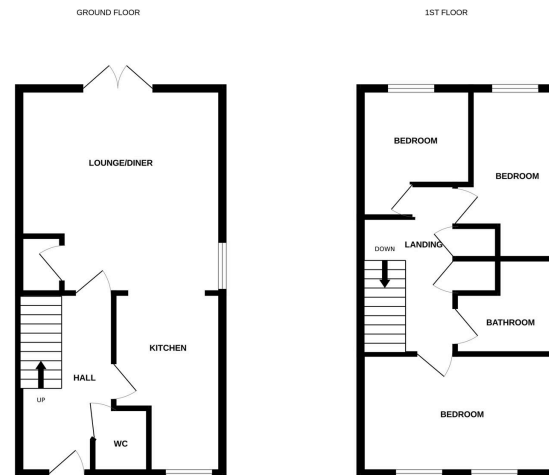 GROUND FLOOR
LOUNGE/DINER
KITCHEN
HALL
UP
WC
1ST FLOOR
BEDROOM
BEDROOM
DOWN
LANDING
BATHROOM
BEDROOM